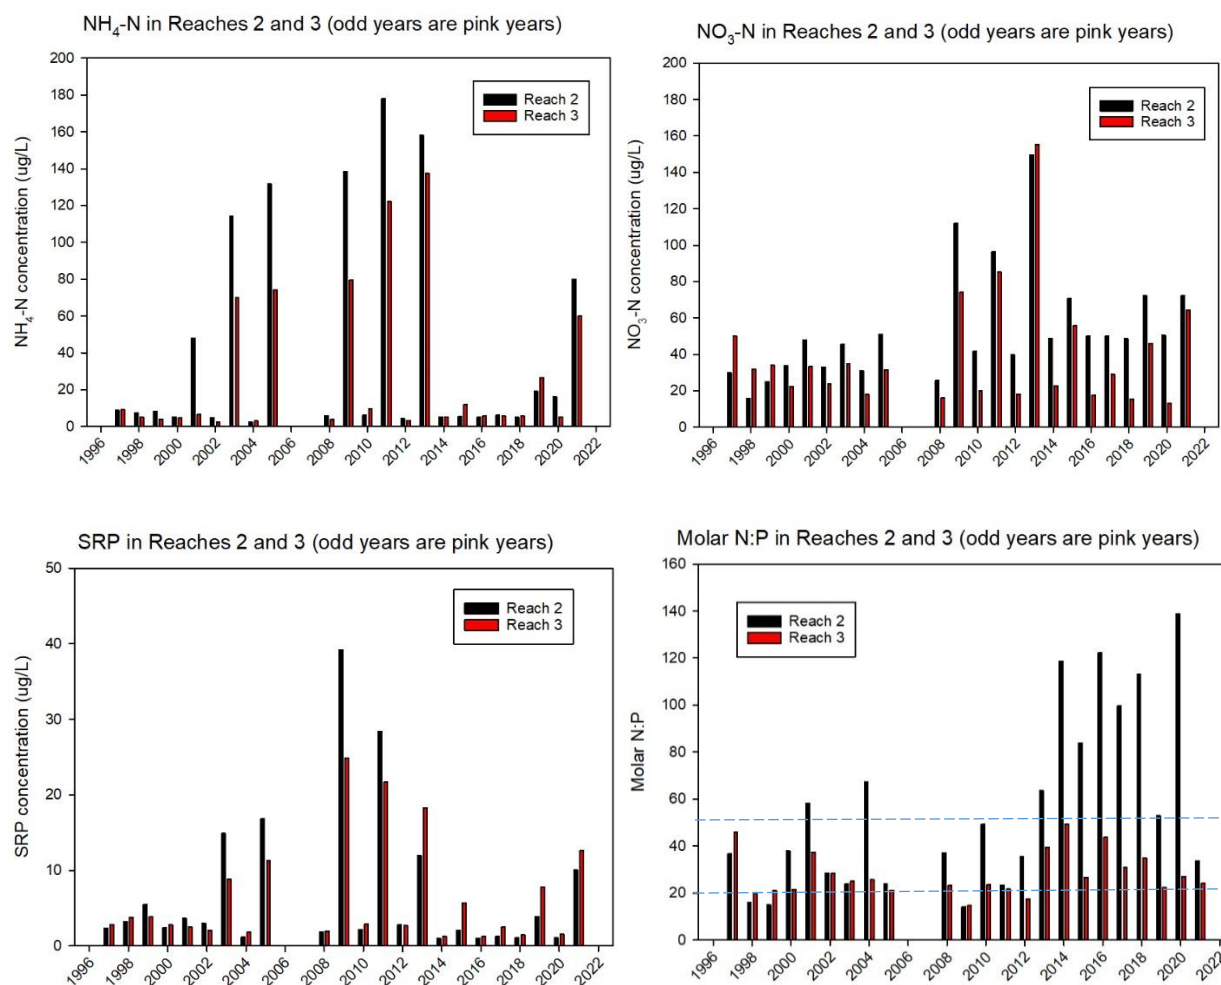 NH₄-N in Reaches 2 and 3 (odd years are pink years)
NH₄-N concentration (ug/L)
200
180
160
140
120
100
80
60
40
20
0
Reach 2
Reach 3
1996 1998 2000 2002 2004 2006 2008 2010 2012 2014 2016 2018 2020 2022
NO₃-N in Reaches 2 and 3 (odd years are pink years)
NO₃-N concentration (ug/L)
200
180
160
140
120
100
80
60
40
20
0
Reach 2
Reach 3
1996 1998 2000 2002 2004 2006 2008 2010 2012 2014 2016 2018 2020 2022
SRP in Reaches 2 and 3 (odd years are pink years)
SRP concentration (ug/L)
50
40
30
20
10
0
Reach 2
Reach 3
1996 1998 2000 2002 2004 2006 2008 2010 2012 2014 2016 2018 2020 2022
Molar N:P in Reaches 2 and 3 (odd years are pink years)
Molar N:P
160
140
120
100
80
60
40
20
0
Reach 2
Reach 3
1996 1998 2000 2002 2004 2006 2008 2010 2012 2014 2016 2018 2020 2022